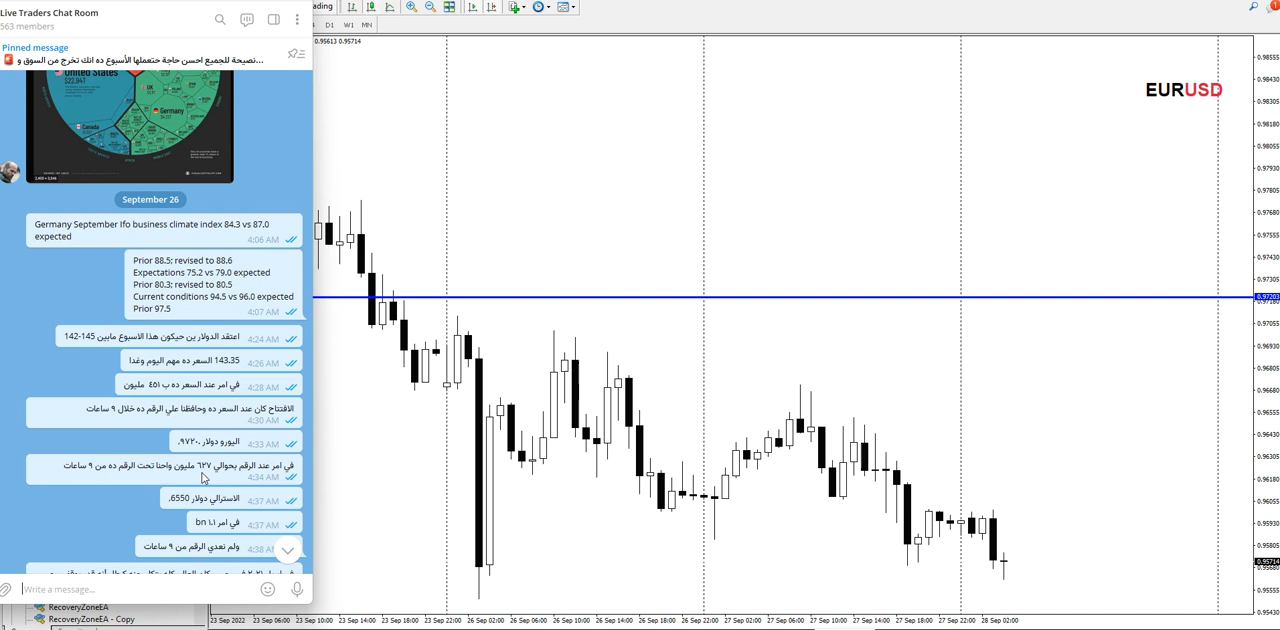 Live Traders Chat Room
563 members
Pinned message
🚨 نصيحة للجميع احسن حاجة حتعملها الأسبوع ده انك تخرج من السوق و...
United States
$22,947
Canada
UK
Germany
September 26
Germany September Ifo business climate index 84.3 vs 87.0
expected
4:06 AM
Prior 88.5; revised to 88.6
Expectations 75.2 vs 79.0 expected
Prior 80.3; revised to 80.5
Current conditions 94.5 vs 96.0 expected
Prior 97.5
4:07 AM
اعتقد الدولار ين حيكون هذا الاسبوع مابين 145-142
4:24 AM
143.35 السعر ده مهم اليوم وغدا
4:26 AM
في امر عند السعر ده ب ٤٥١ مليون
4:28 AM
الافتتاح كان عند السعر ده وحافظنا علي الرقم ده خلال ٩ ساعات
4:30 AM
اليورو دولار ٩٧٢٠.
4:33 AM
في امر عند الرقم بحوالي ٦٢٧ مليون واحنا تحت الرقم ده من ٩ ساعات
4:34 AM
الاسترالي دولار 6550.
4:37 AM
في امر ١.١ bn
4:37 AM
ولم نعدي الرقم من ٩ ساعات
4:38 AM
Write a message...
RecoveryZoneEA
RecoveryZoneEA - Copy
ading
D1 W1 MN
0.95613 0.95714
EURUSD
0.98555
0.98430
0.98305
0.98180
0.98055
0.97930
0.97805
0.97680
0.97555
0.97430
0.97305
0.97203
0.97055
0.96930
0.96805
0.96680
0.96555
0.96430
0.96305
0.96180
0.96055
0.95930
0.95805
0.95714
0.95680
0.95555
0.95430
23 Sep 2022
23 Sep 06:00
23 Sep 10:00
23 Sep 14:00
23 Sep 18:00
23 Sep 22:00
26 Sep 02:00
26 Sep 06:00
26 Sep 10:00
26 Sep 14:00
26 Sep 18:00
26 Sep 22:00
27 Sep 02:00
27 Sep 06:00
27 Sep 10:00
27 Sep 14:00
27 Sep 18:00
27 Sep 22:00
28 Sep 02:00